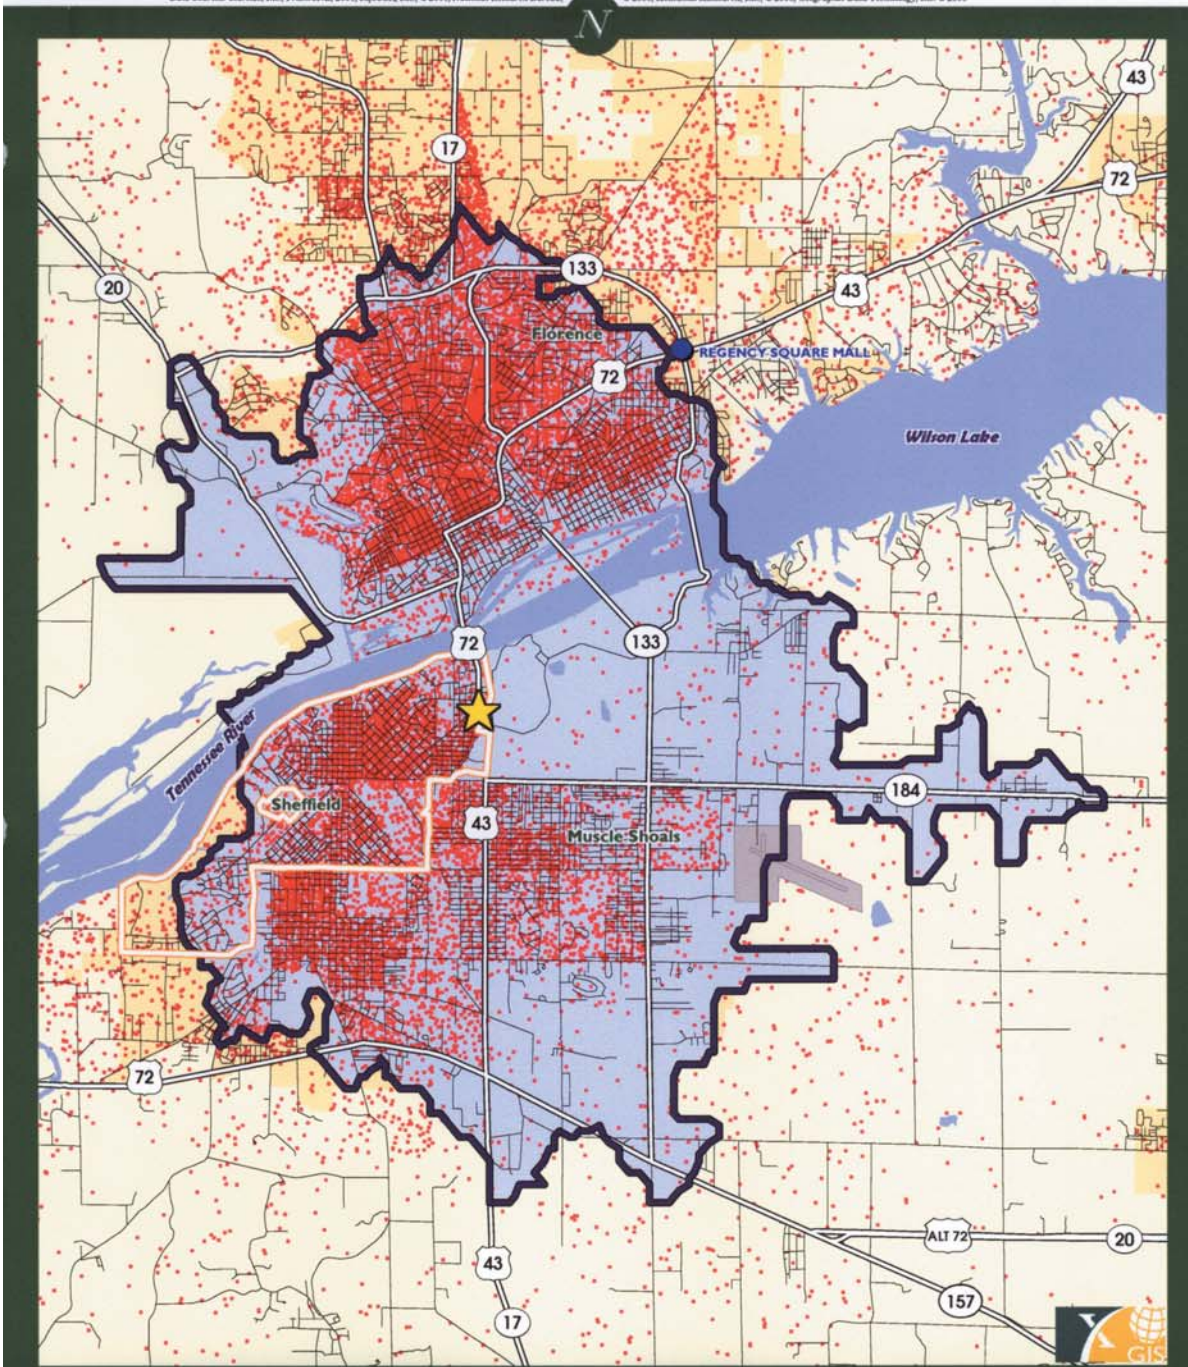 N
43
17
72
20
133
43
Florence
REGENCY SQUARE MALL
72
Wilson Lake
72
133
Tennessee River
184
Sheffield
43
Muscle Shoals
72
ALT 72
20
43
157
17
GIS